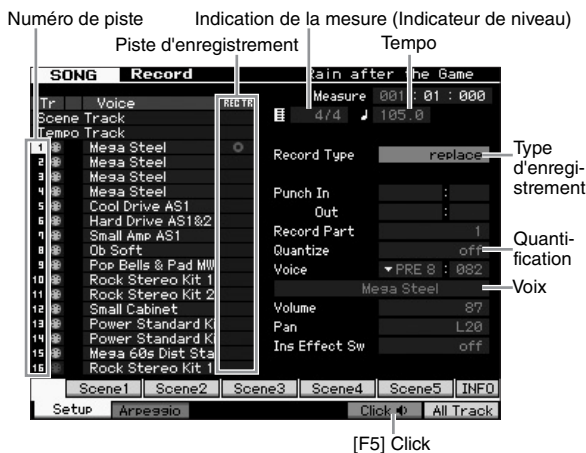 Numéro de piste
Indication de la mesure (Indicateur de niveau)
Piste d'enregistrement
Tempo
SONG Record Rain after the Game
Tr Voice REC TR
Measure 001 : 01 : 000
4/4 105.0
Scene Track
Tempo Track
1 Mega Steel
2 Mega Steel
3 Mega Steel
4 Mega Steel
5 Cool Drive AS1
6 Hard Drive AS1&2
7 Small Amp AS1
8 Ob Soft
9 Pop Bells & Pad MW
10 Rock Stereo Kit 1
11 Rock Stereo Kit 2
12 Small Cabinet
13 Power Standard K
14 Power Standard K
15 Mega 60s Dist Sta
16 Rock Stereo Kit 1
Record Type replace
Punch In :
Out :
Record Part 1
Quantize off
Voice ▼PRE 8 : 082
Mega Steel
Volume 87
Pan L20
Ins Effect Sw off
Type
d'enregi-
strement
Quanti-
fication
Voix
Scene1 Scene2 Scene3 Scene4 Scene5 INFO
Setup Arpeggio Click All Track
[F5] Click